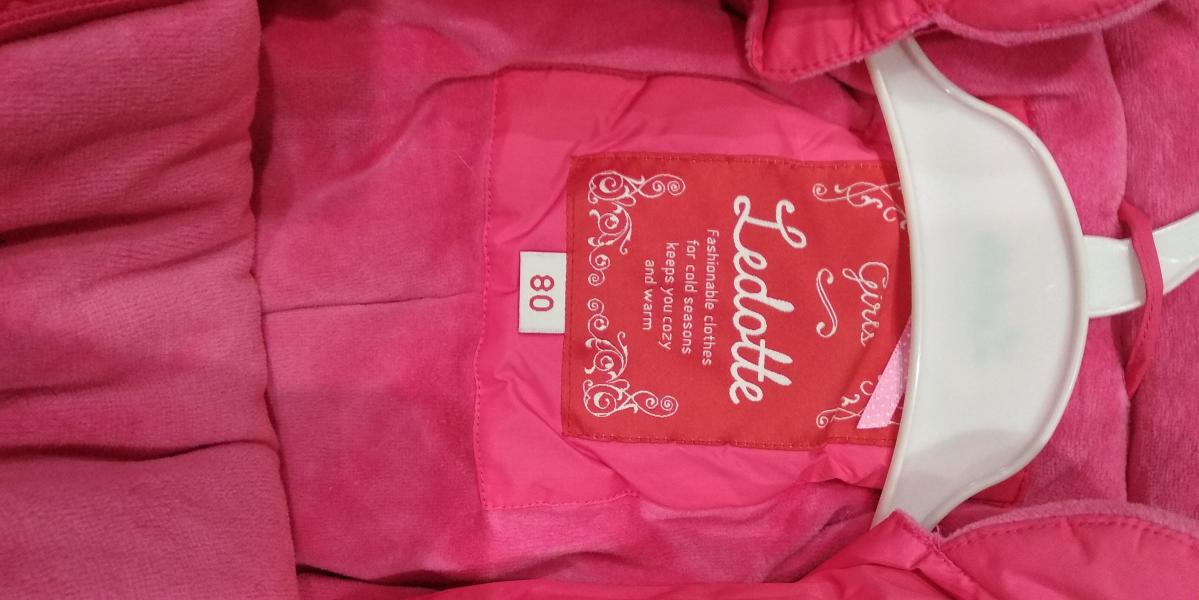 Girls
Ledotte
Fashionable clothes
for cold seasons
keeps you cozy
and warm
80